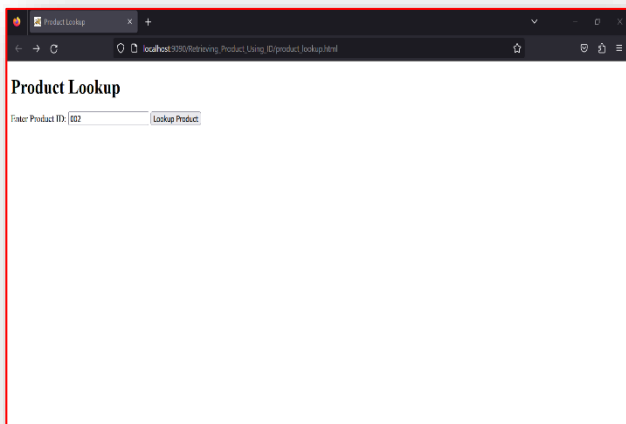 Product Lookup
localhost:9090/Retrieving_Product_Using_ID/product_lookup.html
Product Lookup
Enter Product ID: 002 Lookup Product